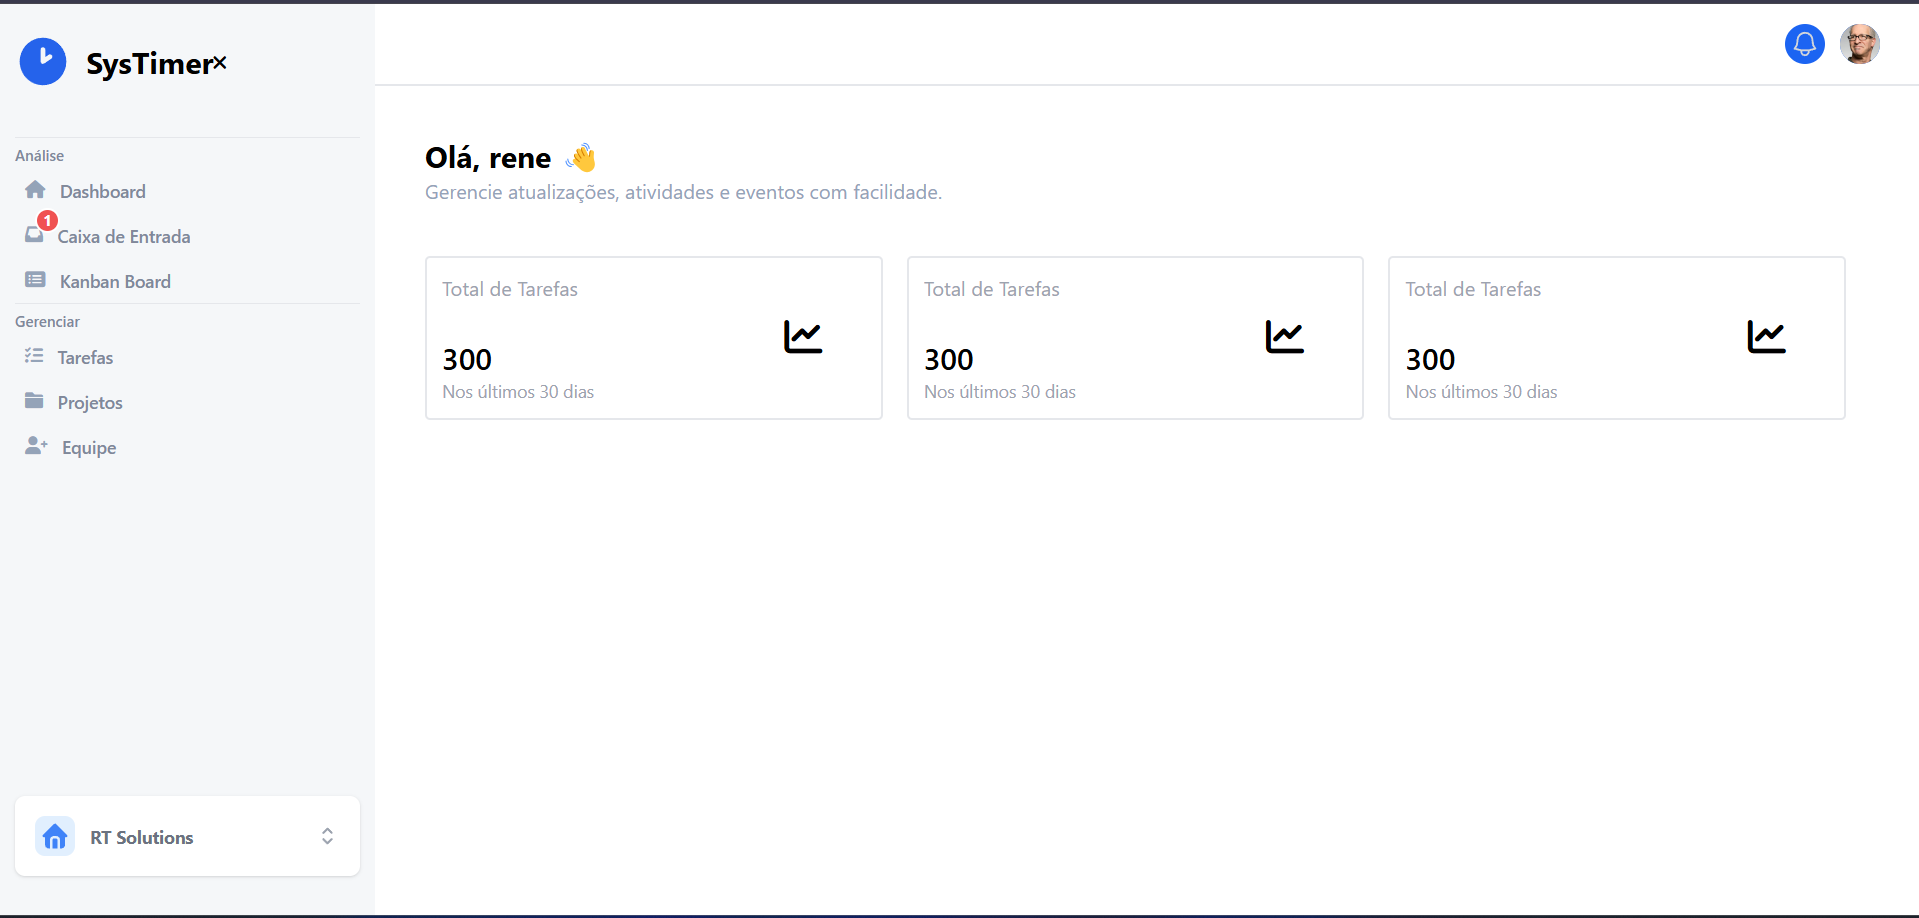 SysTimer
Análise
Dashboard
1
Caixa de Entrada
Kanban Board
Gerenciar
Tarefas
Projetos
Equipe
RT Solutions
Olá, rene 👋
Gerencie atualizações, atividades e eventos com facilidade.
Total de Tarefas
300
Nos últimos 30 dias
Total de Tarefas
300
Nos últimos 30 dias
Total de Tarefas
300
Nos últimos 30 dias